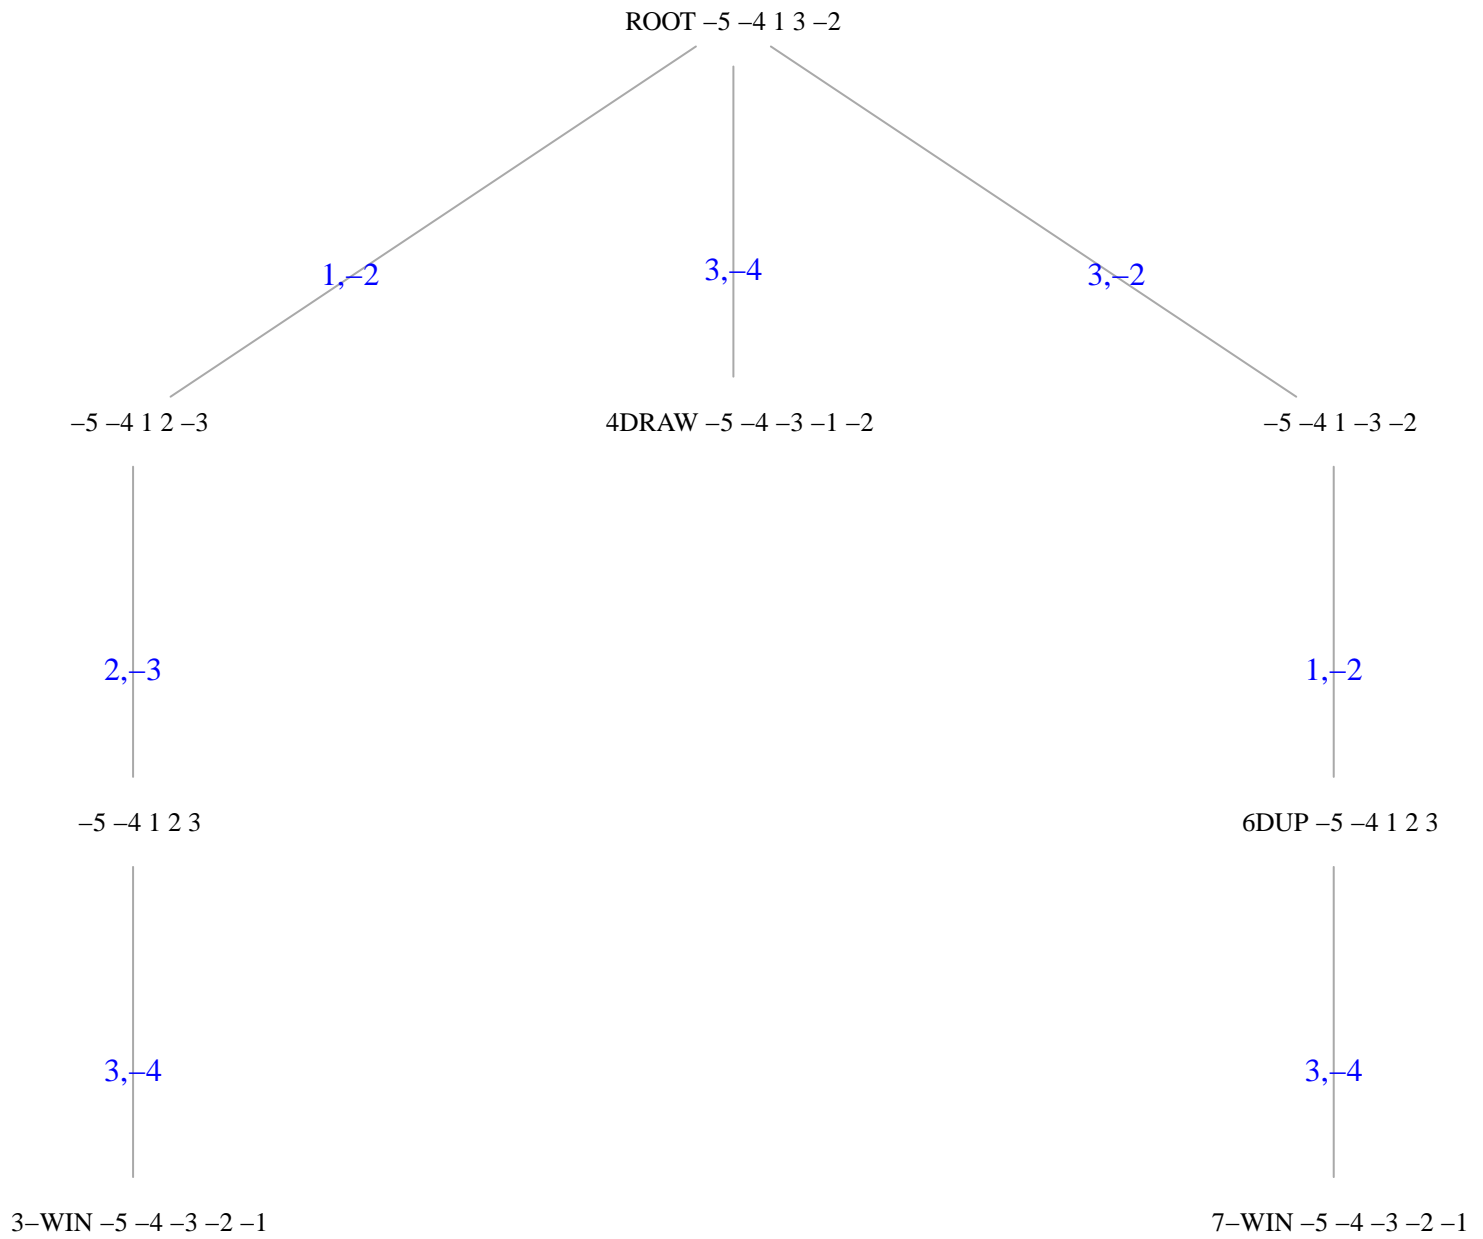 ROOT –5 –4 1 3 –2
1,–2
3,–4
3,–2
–5 –4 1 2 –3
4DRAW –5 –4 –3 –1 –2
–5 –4 1 –3 –2
2,–3
1,–2
–5 –4 1 2 3
6DUP –5 –4 1 2 3
3,–4
3,–4
3–WIN –5 –4 –3 –2 –1
7–WIN –5 –4 –3 –2 –1